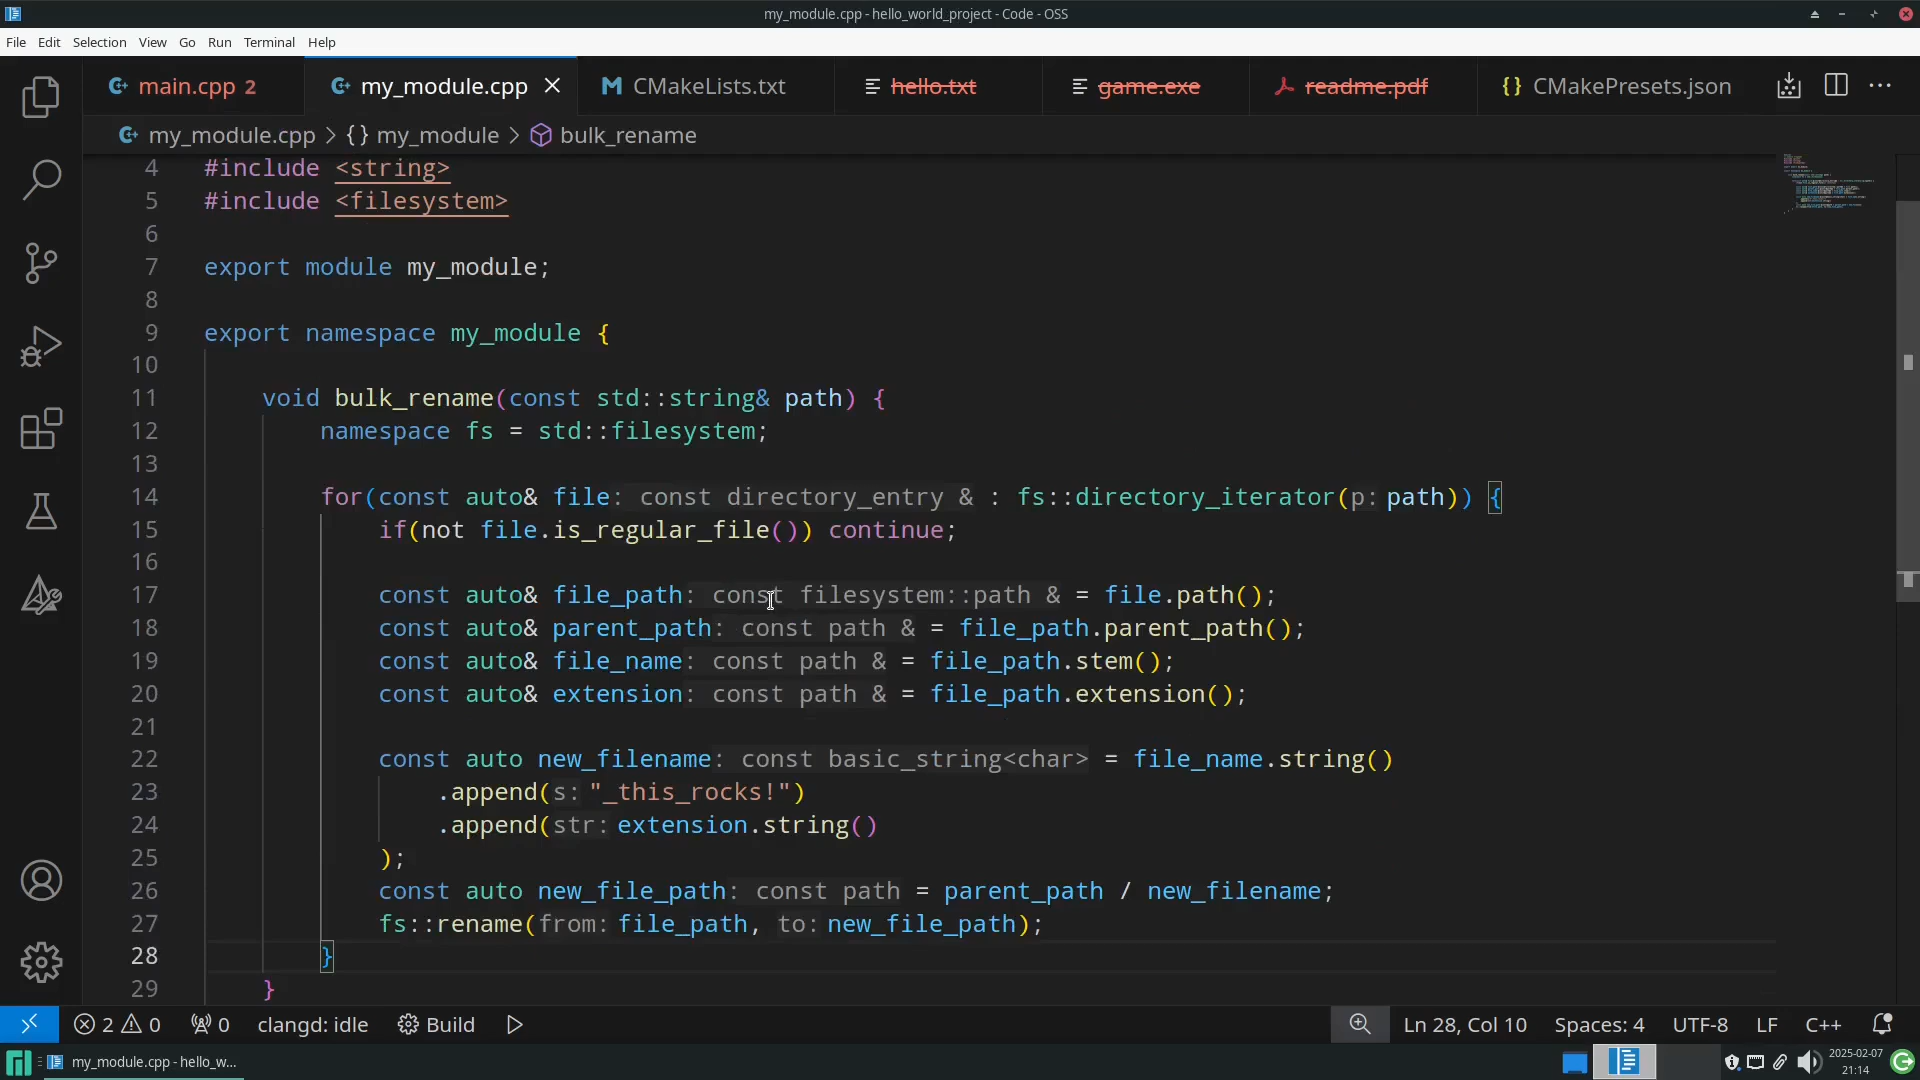 my_module.cpp - hello_world_project - Code - OSS
File Edit Selection View Go Run Terminal Help
main.cpp 2 my_module.cpp CMakeLists.txt hello.txt game.exe readme.pdf {} CMakePresets.json ···
my_module.cpp > {} my_module > bulk_rename
4 #include <string>
5 #include <filesystem>
6
7 export module my_module;
8
9 export namespace my_module {
10
11 void bulk_rename(const std::string& path) {
12 namespace fs = std::filesystem;
13
14 for(const auto& file: const directory_entry & : fs::directory_iterator(p: path)) {
15 if(not file.is_regular_file()) continue;
16
17 const auto& file_path: const filesystem::path & = file.path();
18 const auto& parent_path: const path & = file_path.parent_path();
19 const auto& file_name: const path & = file_path.stem();
20 const auto& extension: const path & = file_path.extension();
21
22 const auto new_filename: const basic_string<char> = file_name.string()
23 .append(s: "_this_rocks!")
24 .append(str: extension.string()
25 );
26 const auto new_file_path: const path = parent_path / new_filename;
27 fs::rename(from: file_path, to: new_file_path);
28 }
29 }
2 0 0 clangd: idle Build Ln 28, Col 10 Spaces: 4 UTF-8 LF C++
my_module.cpp - hello_w... 2025-02-07
21:14